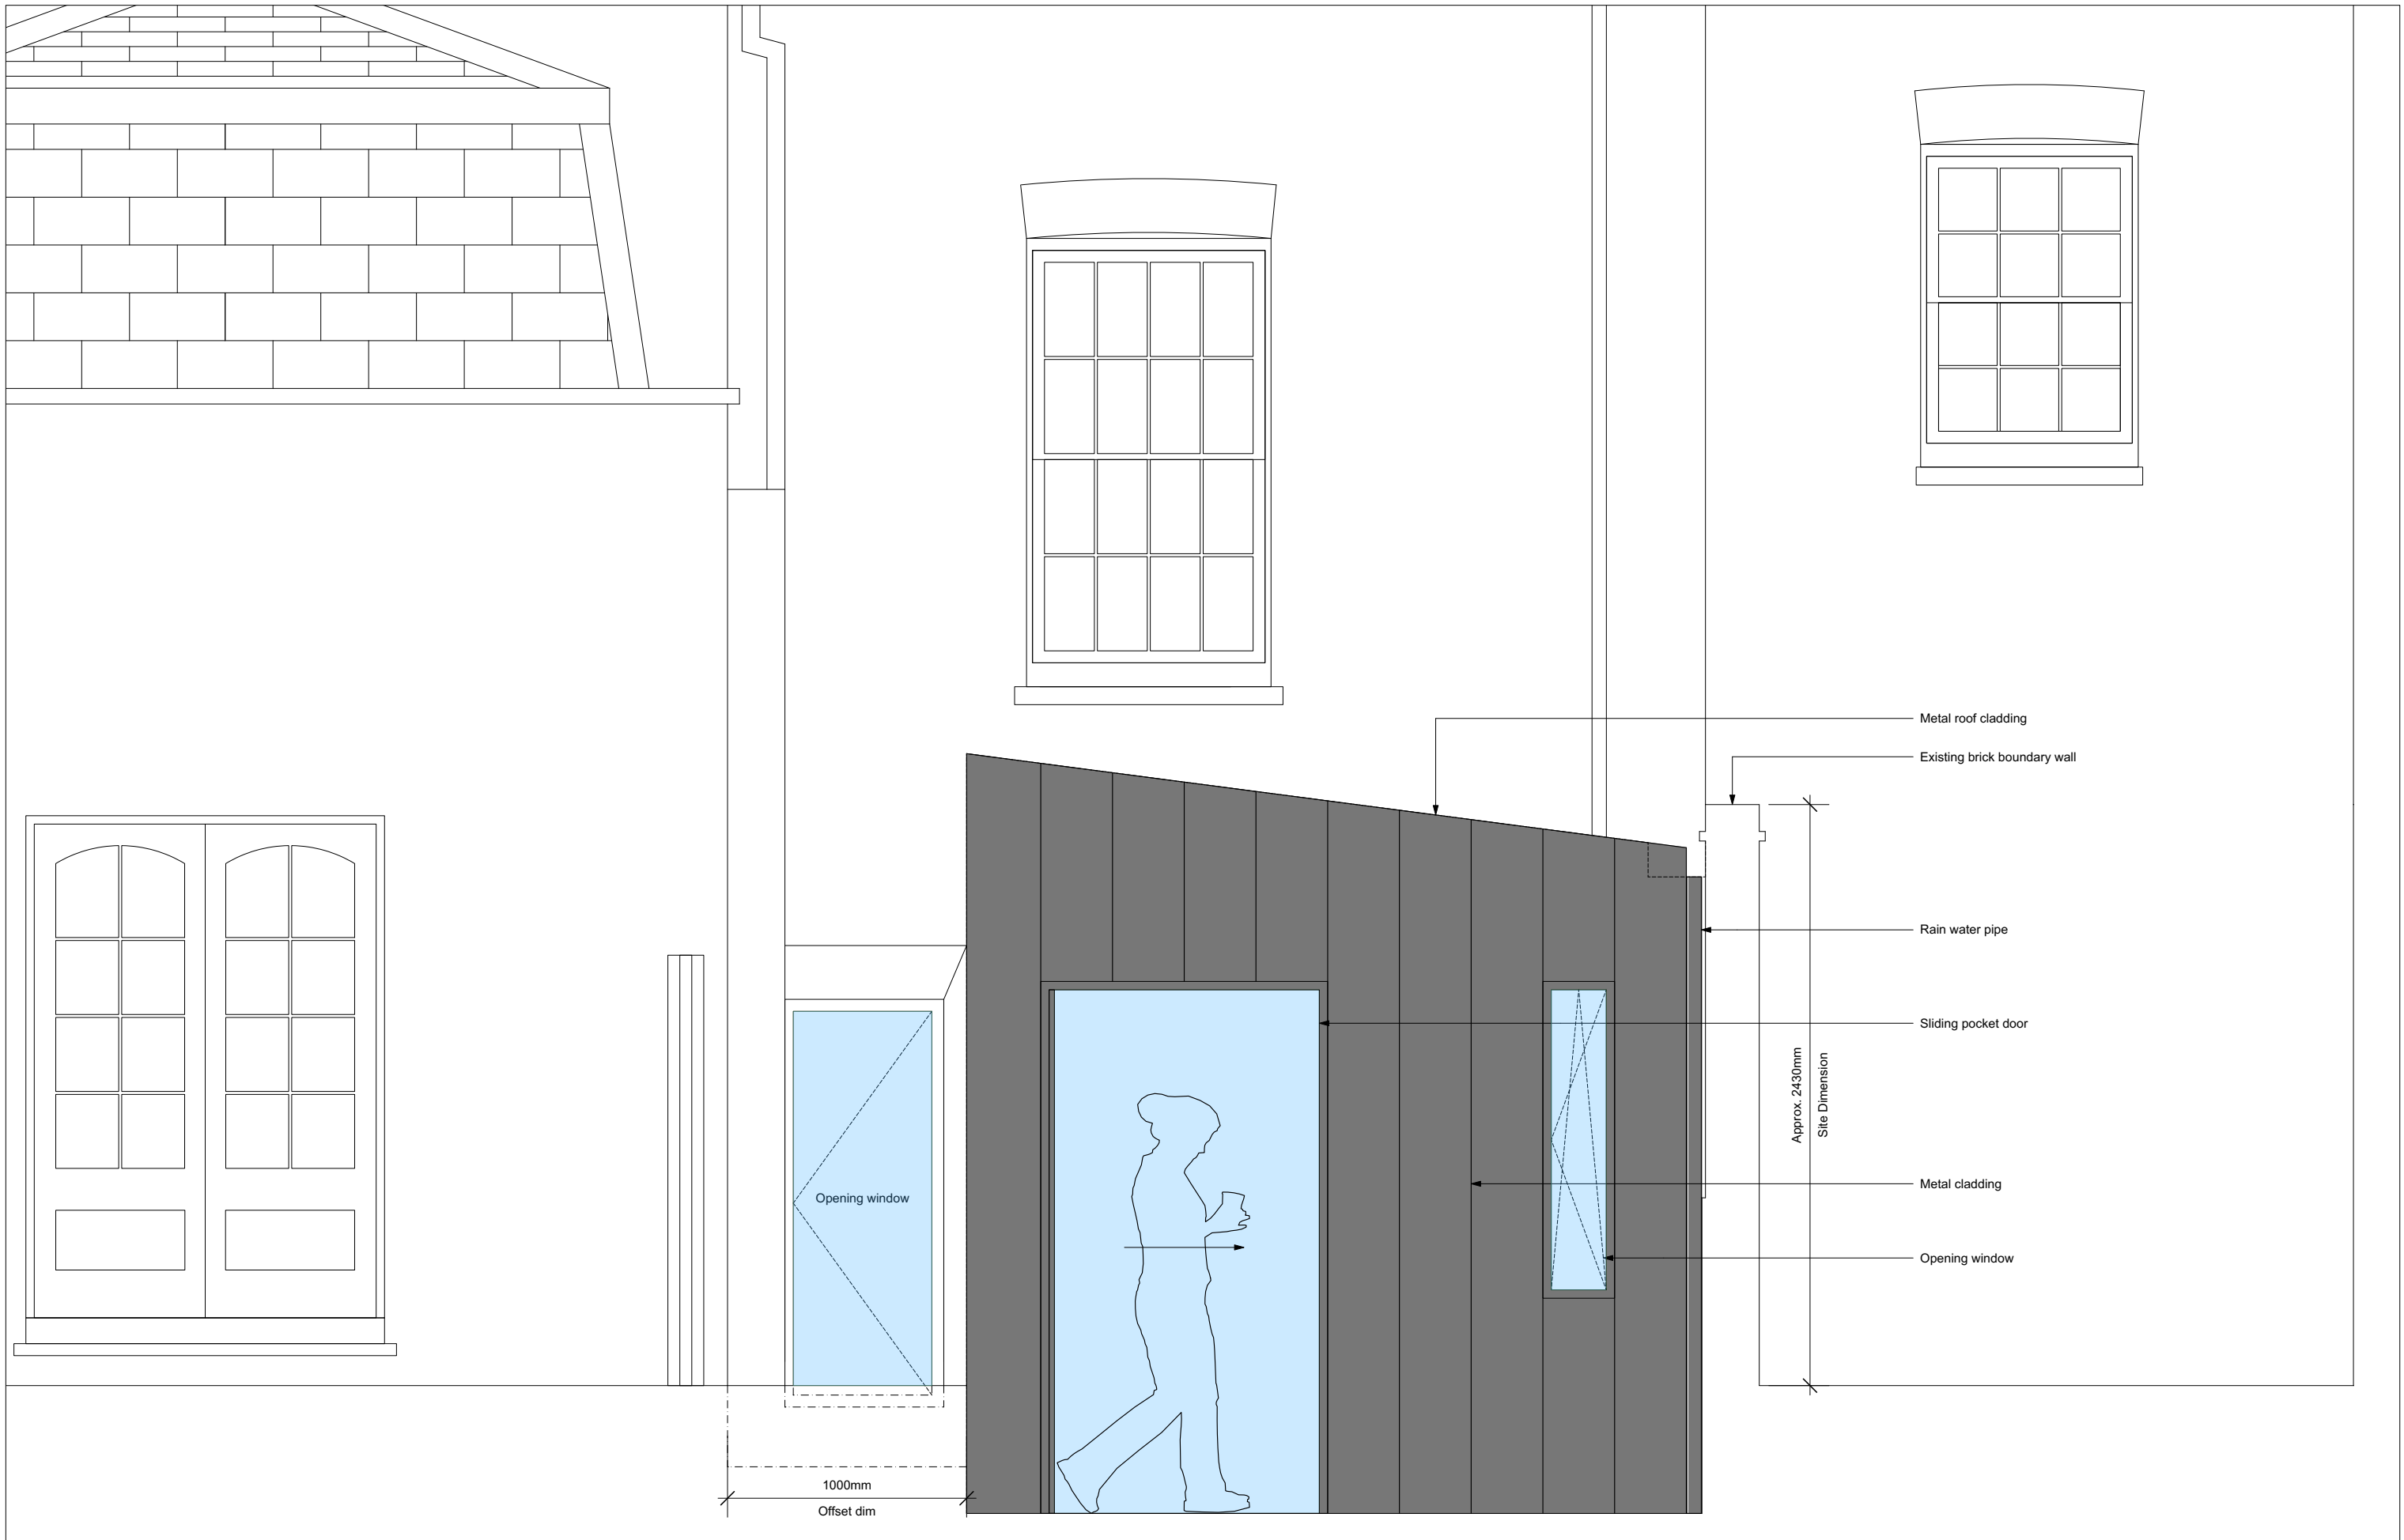 Metal roof cladding
Existing brick boundary wall
Rain water pipe
Sliding pocket door
Approx. 2430mm
Site Dimension
Metal cladding
Opening window
Opening window
1000mm
Offset dim